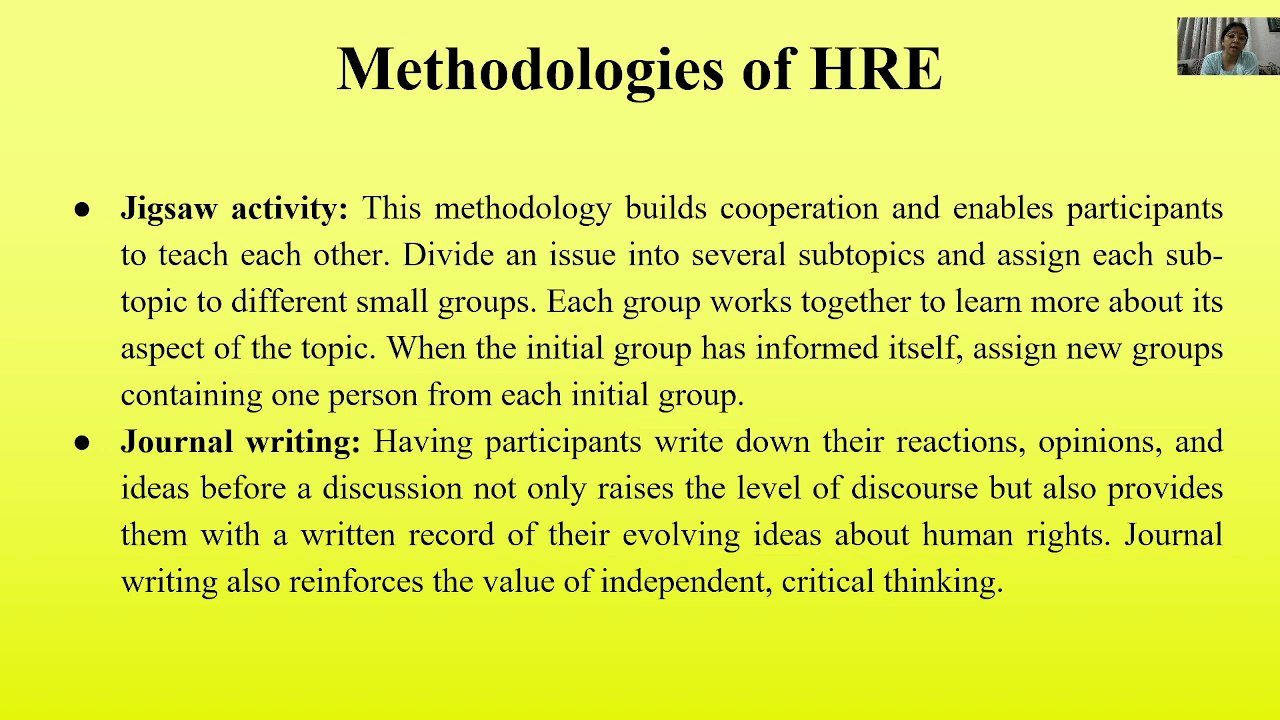 Methodologies of HRE
● Jigsaw activity: This methodology builds cooperation and enables participants
to teach each other. Divide an issue into several subtopics and assign each sub-
topic to different small groups. Each group works together to learn more about its
aspect of the topic. When the initial group has informed itself, assign new groups
containing one person from each initial group.
● Journal writing: Having participants write down their reactions, opinions, and
ideas before a discussion not only raises the level of discourse but also provides
them with a written record of their evolving ideas about human rights. Journal
writing also reinforces the value of independent, critical thinking.